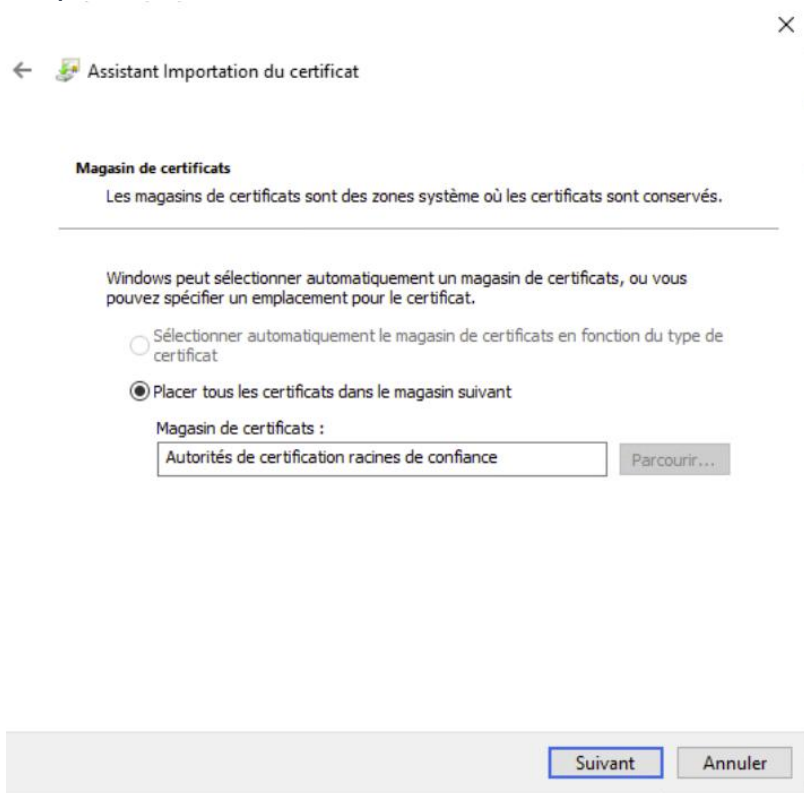 Assistant Importation du certificat
Magasin de certificats
Les magasins de certificats sont des zones système où les certificats sont conservés.
Windows peut sélectionner automatiquement un magasin de certificats, ou vous
pouvez spécifier un emplacement pour le certificat.
Sélectionner automatiquement le magasin de certificats en fonction du type de
certificat
Placer tous les certificats dans le magasin suivant
Magasin de certificats :
Autorités de certification racines de confiance
Parcourir...
Suivant
Annuler